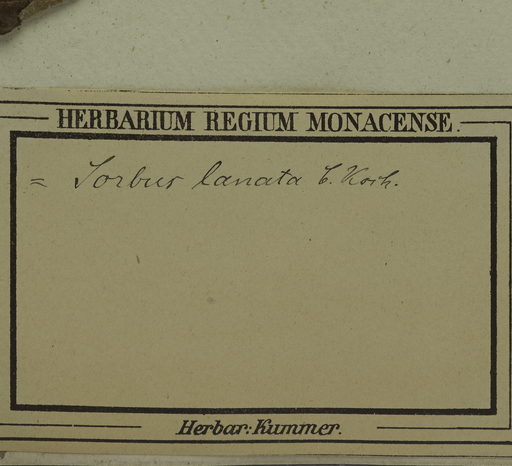 HERBARIUM REGIUM MONACENSE.
= Sorbus lanata C. Koch.
Herbar: Kummer.